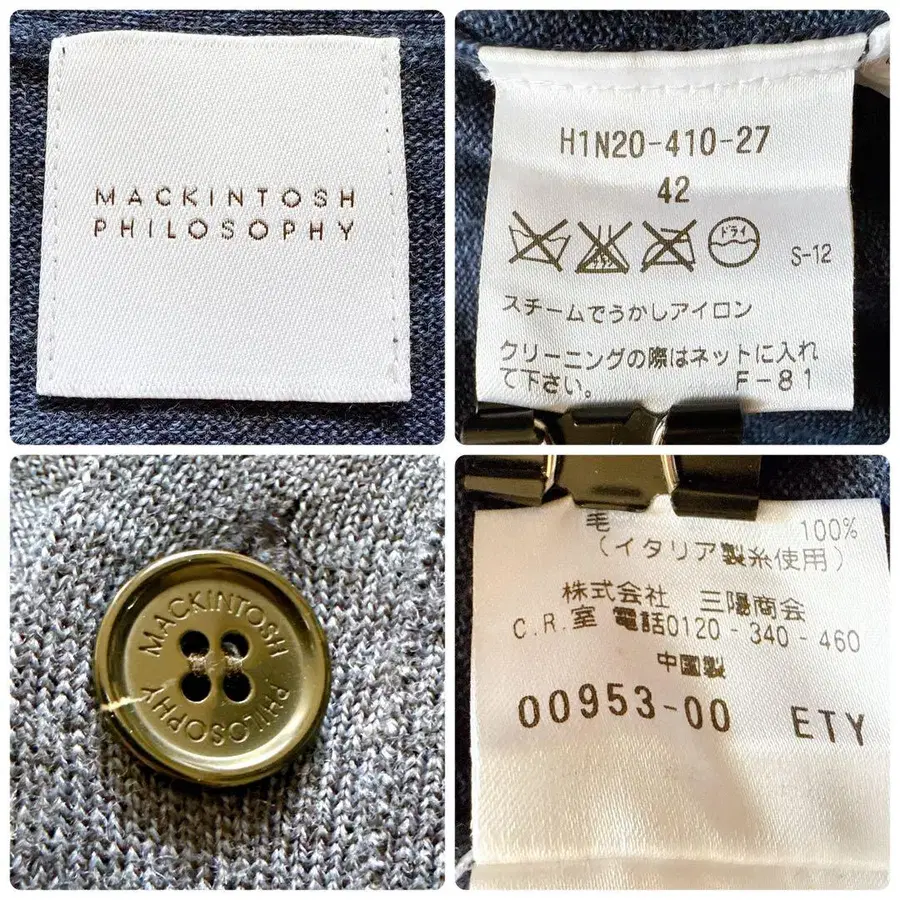 MACKINTOSH
PHILOSOPHY
H1N20-410-27
42
ドライ
S-12
スチームでうかしアイロン
クリーニングの際はネットに入れ
て下さい。 F-81
MACKINTOSH
PHILOSOPHY
毛 100%
(イタリア製糸使用)
株式会社 三陽商会
C.R.室 電話0120-340-460
中國製
00953-00 ETY